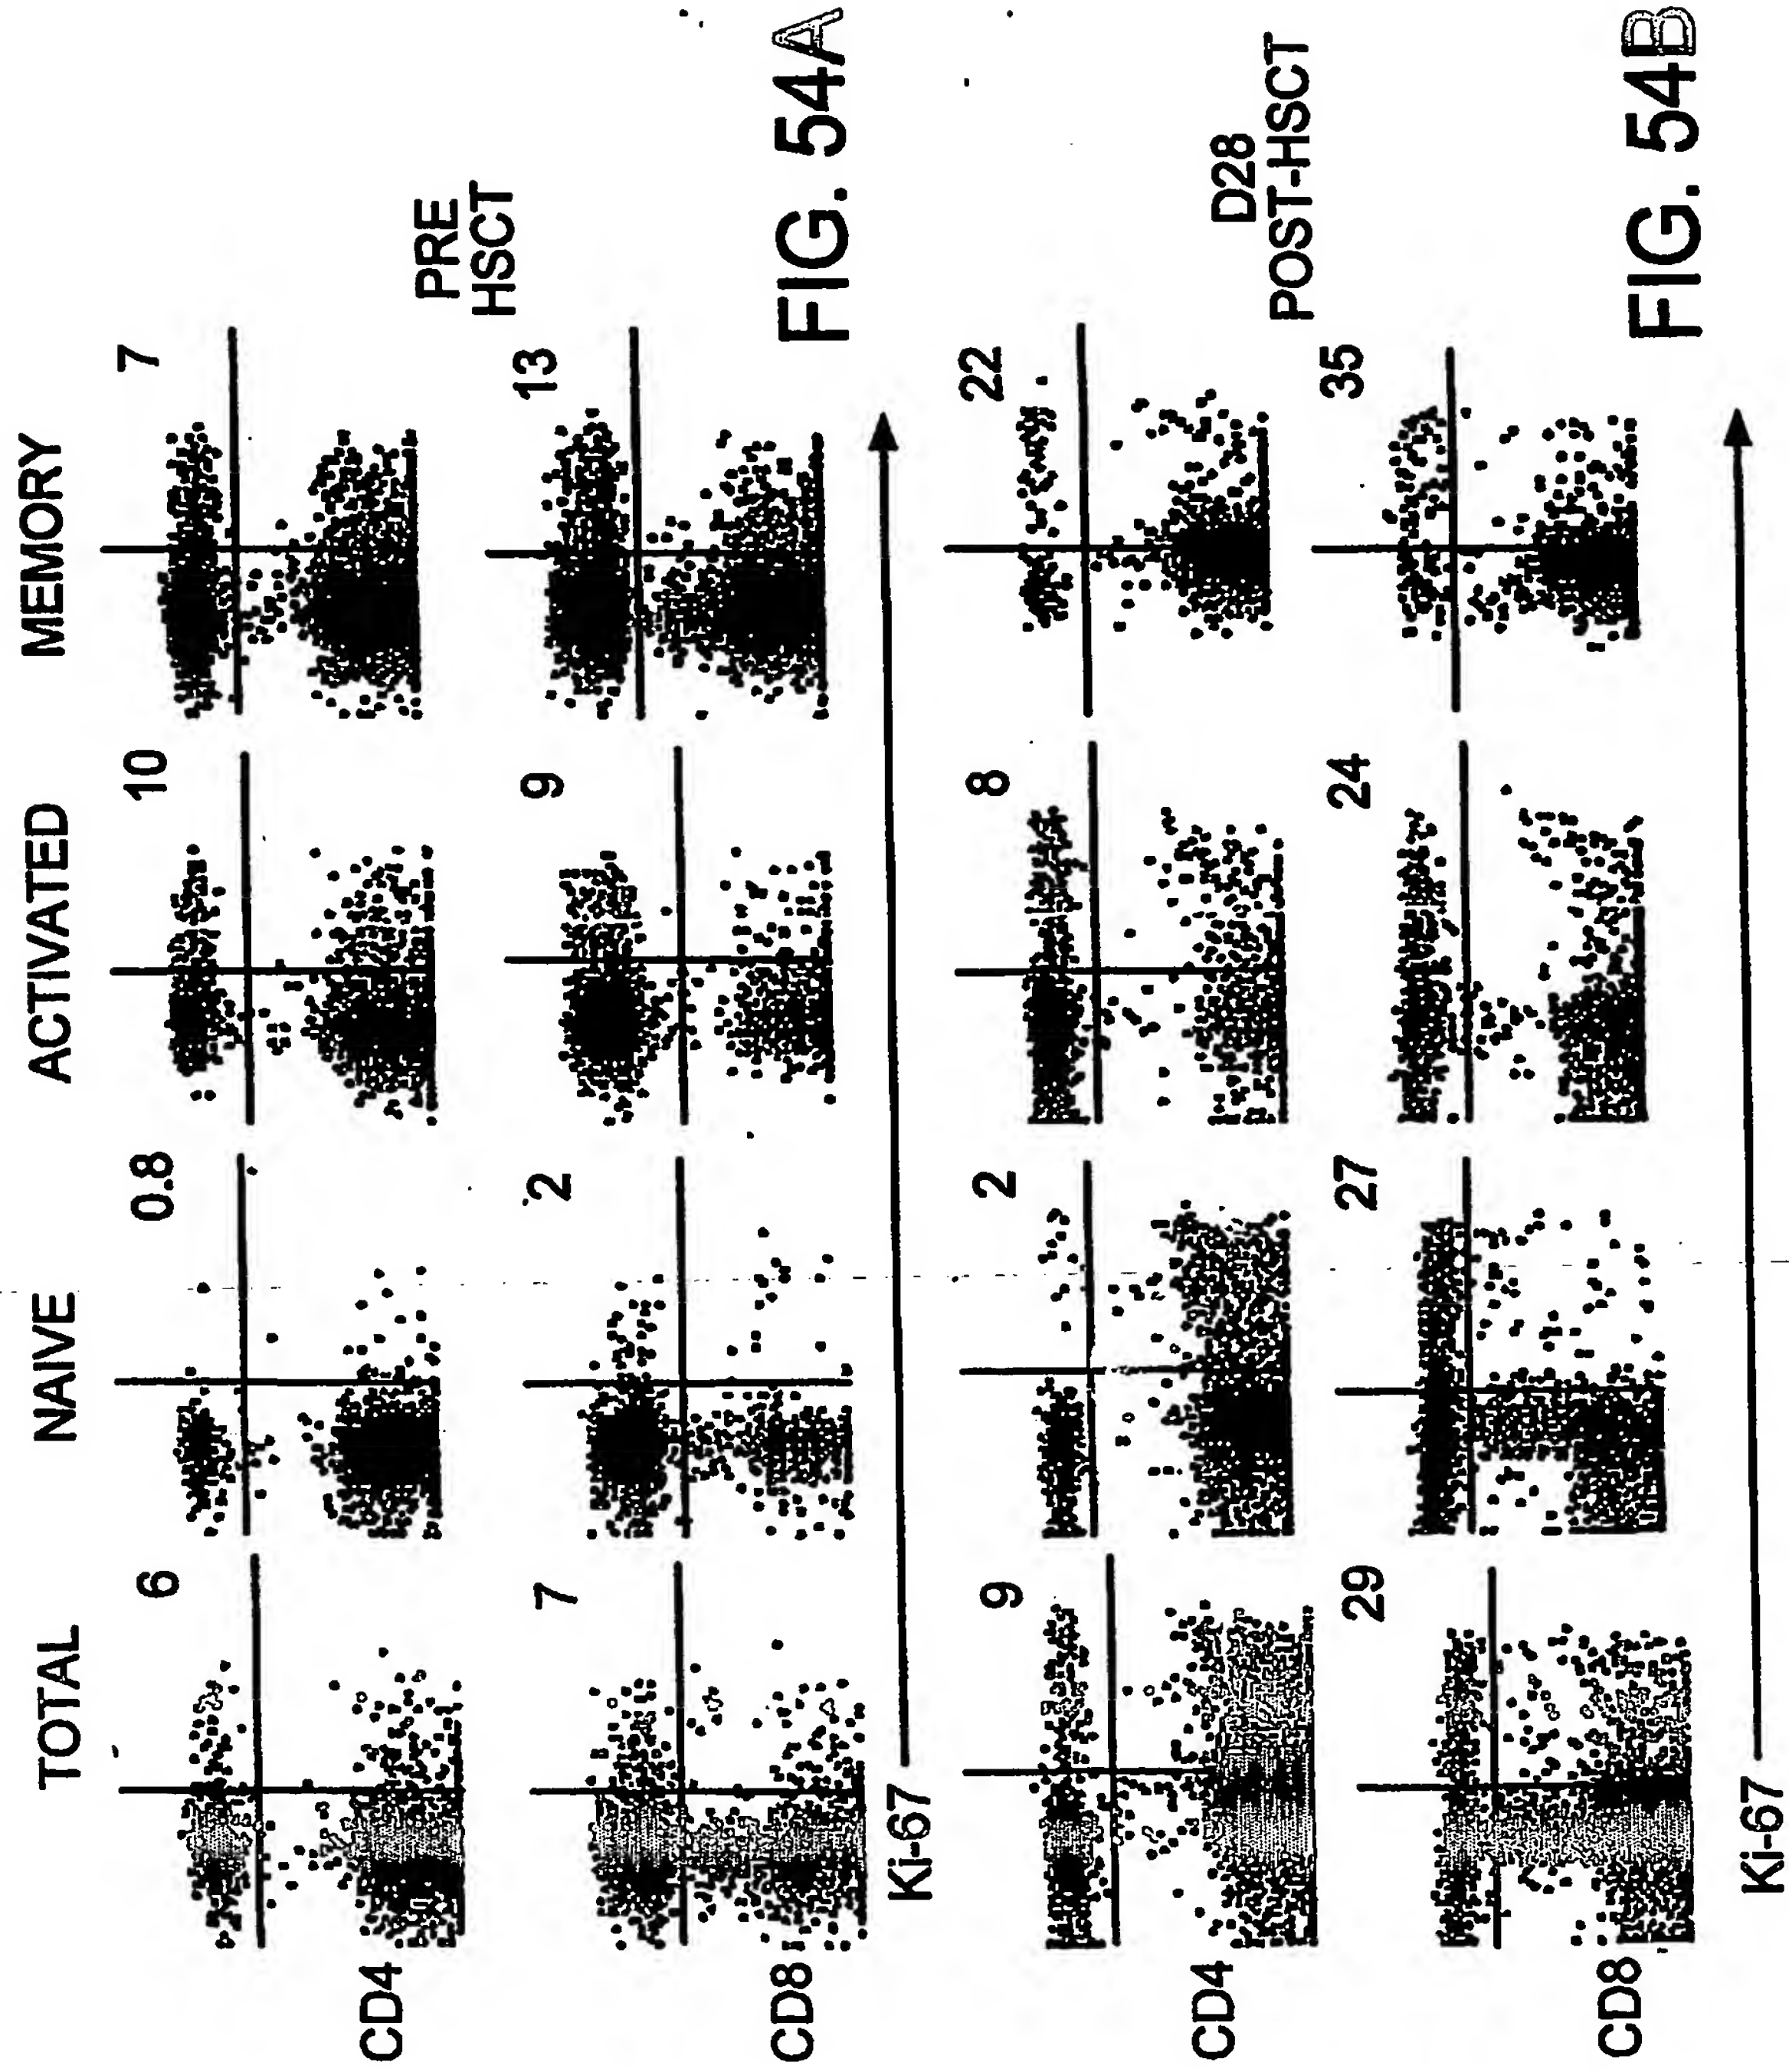 TOTAL NAIVE ACTIVATED MEMORY
6 0.8 10 7
CD4
PRE
HSCT
7 2 9 13
CD8
Ki-67
FIG. 54A
9 2 8 22
CD4
D28
POST-HSCT
29 27 24 35
CD8
Ki-67
FIG. 54B